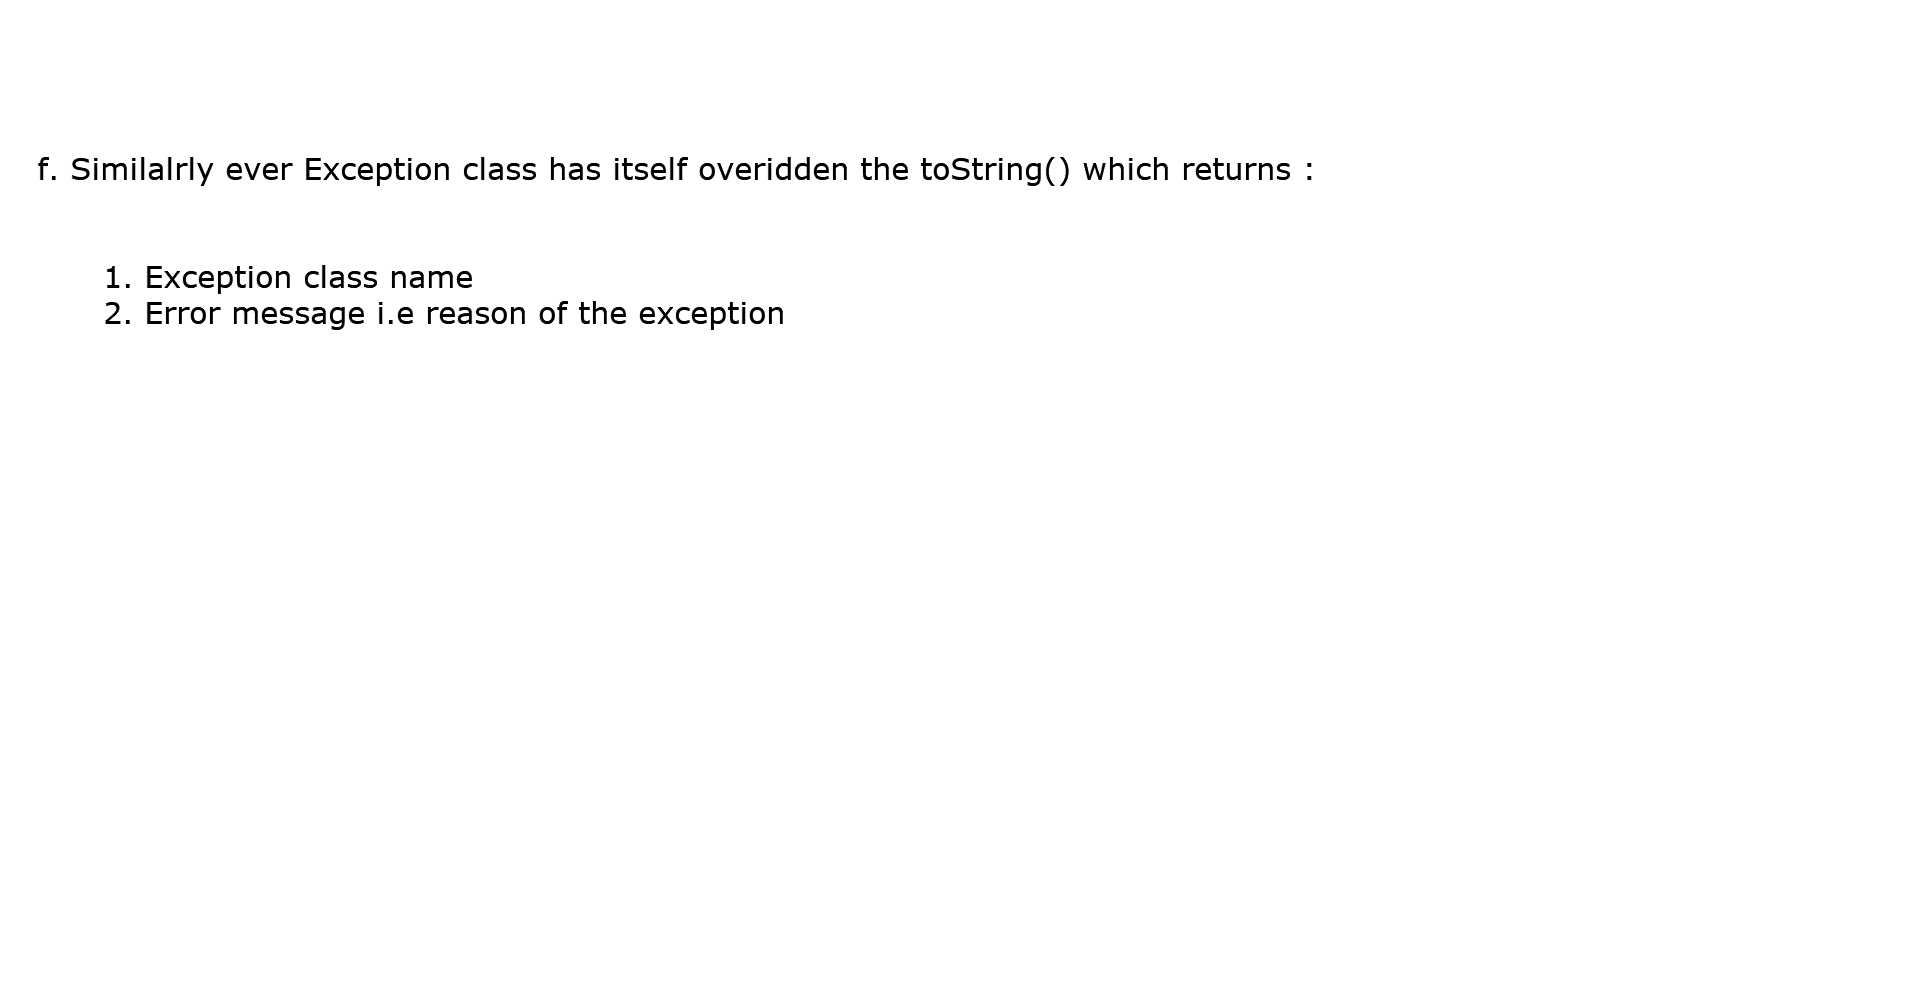 f. Similalrly ever Exception class has itself overidden the toString() which returns :
1. Exception class name
2. Error message i.e reason of the exception